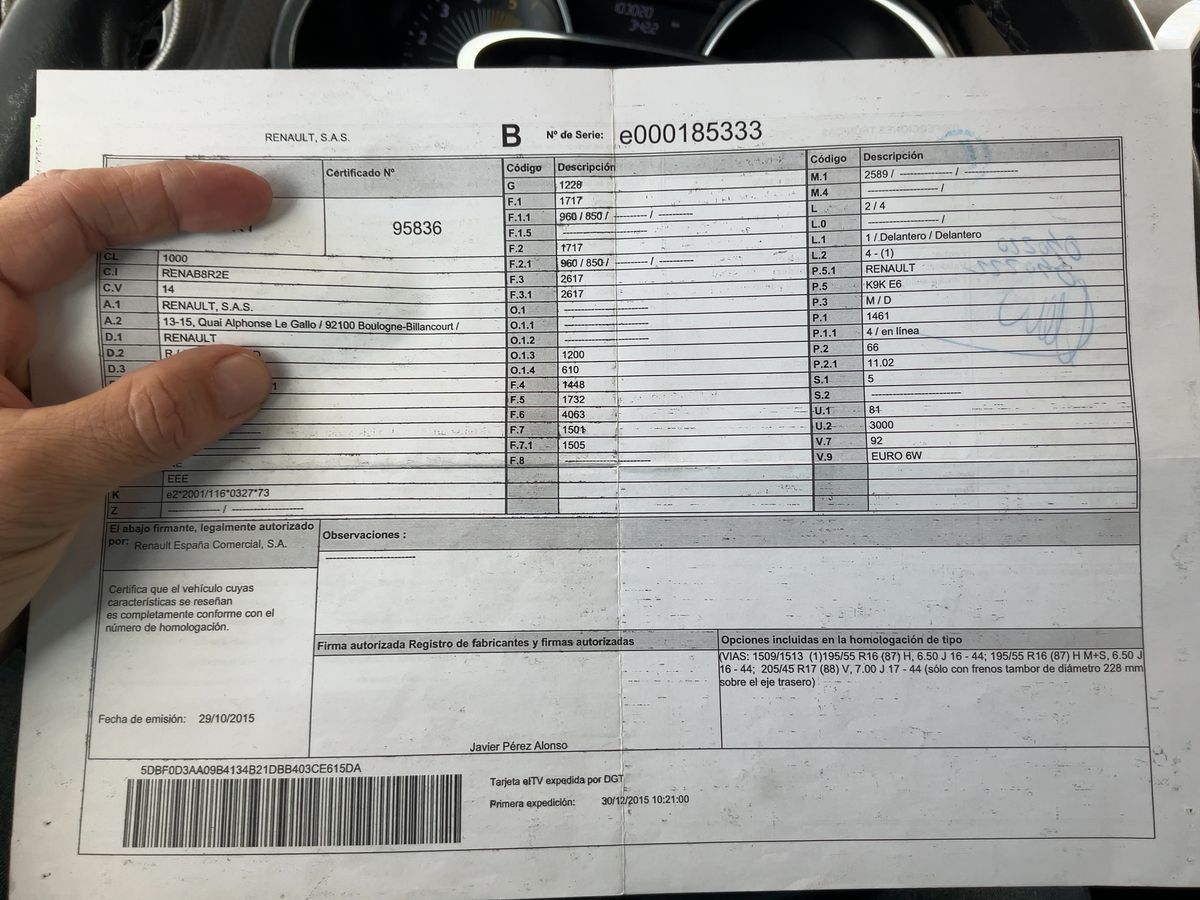 RENAULT, S.A.S.
B Nº de Serie: e000185333
Certificado Nº
95836
CL 1000
C.I RENAB8R2E
C.V 14
A.1 RENAULT, S.A.S.
A.2 13-15, Quai Alphonse Le Gallo / 92100 Boulogne-Billancourt /
D.1 RENAULT
D.2
D.3
EEE
K e2*2001/116*0327*73
Z ---------------- / --------------------
Código Descripción
G 1228
F.1 1717
F.1.1 960 / 850 / ---------- / ----------
F.1.5 --------------------
F.2 1717
F.2.1 960 / 850 / ---------- / ----------
F.3 2617
F.3.1 2617
O.1 --------------------
O.1.1 --------------------
O.1.2 --------------------
O.1.3 1200
O.1.4 610
F.4 1448
F.5 1732
F.6 4063
F.7 1501
F.7.1 1505
F.8 --------------------
Código Descripción
M.1 2589 / --------------- / ---------------
M.4 -------------------- /
L 2 / 4
L.0 -------------------- /
L.1 1 / Delantero / Delantero
L.2 4 - (1)
P.5.1 RENAULT
P.5 K9K E6
P.3 M / D
P.1 1461
P.1.1 4 / en línea
P.2 66
P.2.1 11.02
S.1 5
S.2 --------------------
U.1 81
U.2 3000
V.7 92
V.9 EURO 6W
El abajo firmante, legalmente autorizado
por: Renault España Comercial, S.A.
Certifica que el vehículo cuyas
características se reseñan
es completamente conforme con el
número de homologación.
Fecha de emisión: 29/10/2015
Observaciones :
--------------------
Firma autorizada Registro de fabricantes y firmas autorizadas
Javier Pérez Alonso
Opciones incluidas en la homologación de tipo
(VIAS: 1509/1513 (1)195/55 R16 (87) H, 6.50 J 16 - 44; 195/55 R16 (87) H M+S, 6.50 J
16 - 44; 205/45 R17 (88) V, 7.00 J 17 - 44 (sólo con frenos tambor de diámetro 228 mm
sobre el eje trasero)
5DBF0D3AA09B4134B21DBB403CE615DA
Tarjeta eITV expedida por DGT
Primera expedición: 30/12/2015 10:21:00